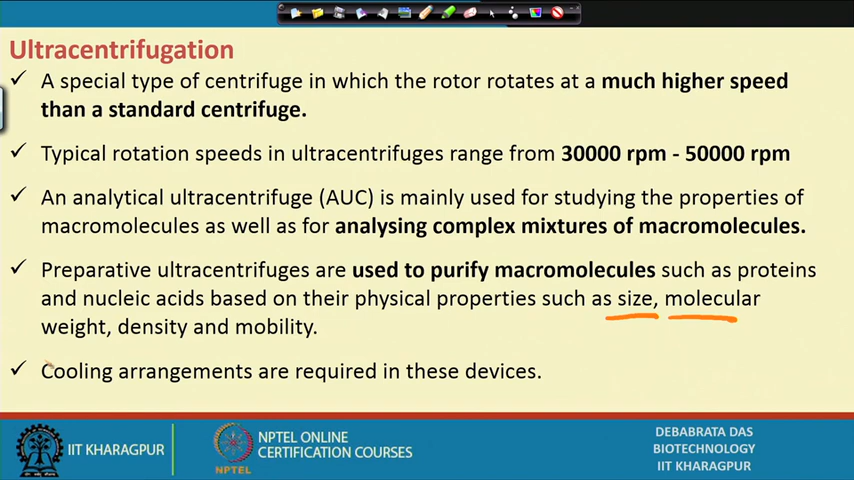 Ultracentrifugation
✓ A special type of centrifuge in which the rotor rotates at a much higher speed
than a standard centrifuge.
✓ Typical rotation speeds in ultracentrifuges range from 30000 rpm - 50000 rpm
✓ An analytical ultracentrifuge (AUC) is mainly used for studying the properties of
macromolecules as well as for analysing complex mixtures of macromolecules.
✓ Preparative ultracentrifuges are used to purify macromolecules such as proteins
and nucleic acids based on their physical properties such as size, molecular
weight, density and mobility.
✓ Cooling arrangements are required in these devices.
IIT KHARAGPUR
NPTEL
NPTEL ONLINE
CERTIFICATION COURSES
DEBABRATA DAS
BIOTECHNOLOGY
IIT KHARAGPUR